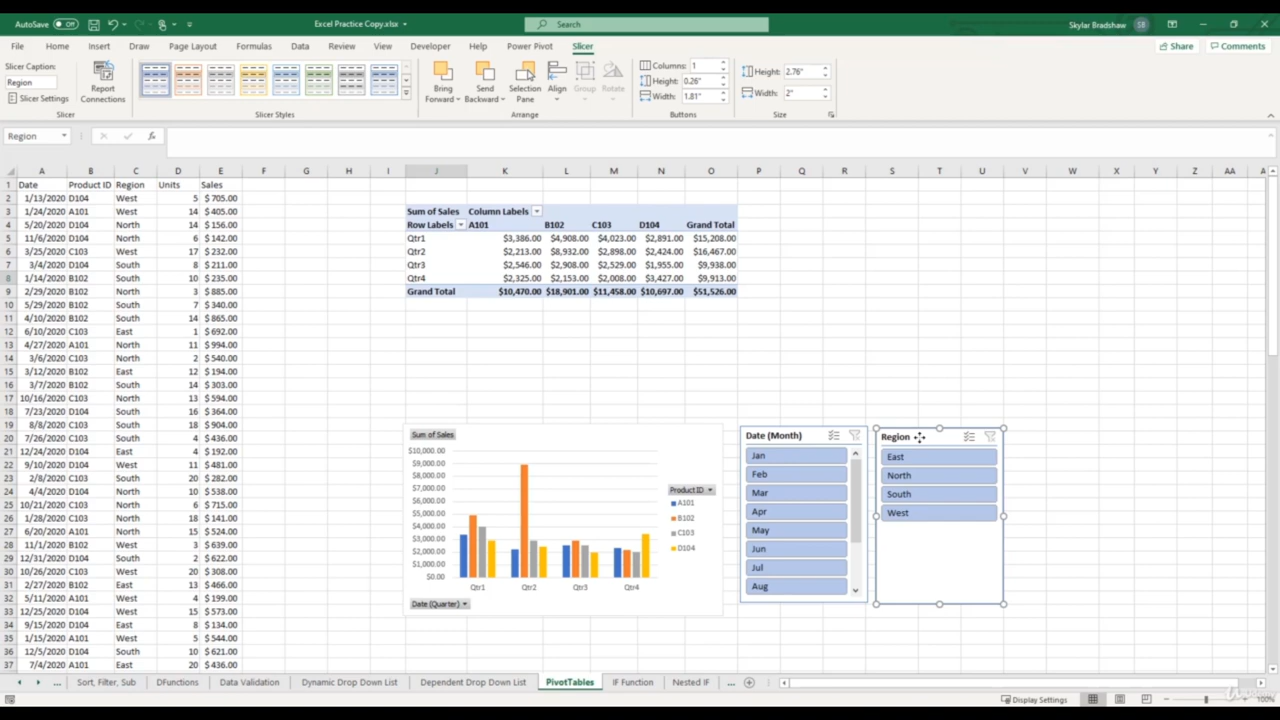 AutoSave Off Excel Practice Copy.xlsx Search Skylar Bradshaw SB
File Home Insert Draw Page Layout Formulas Data Review View Developer Help Power Pivot Slicer Share Comments
Slicer Caption:
Region
Slicer Settings
Report Connections
Bring Forward Send Backward Selection Pane Align Group Rotate
Columns: 1
Height: 0.26"
Width: 1.81"
Height: 2.76"
Width: 2"
Slicer Slicer Styles Arrange Buttons Size
Region fx
A B C D E F G H I J K L M N O P Q R S T U V W X Y Z AA
1 Date Product ID Region Units Sales
2 1/13/2020 D104 West 5 $ 705.00
3 1/24/2020 A101 West 14 $ 405.00 Sum of Sales Column Labels
4 5/20/2020 D104 North 14 $ 156.00 Row Labels A101 B102 C103 D104 Grand Total
5 11/6/2020 D104 North 6 $ 142.00 Qtr1 $3,386.00 $4,908.00 $4,023.00 $2,891.00 $15,208.00
6 3/25/2020 C103 West 17 $ 232.00 Qtr2 $2,213.00 $8,932.00 $2,898.00 $2,424.00 $16,467.00
7 3/4/2020 D104 South 8 $ 211.00 Qtr3 $2,546.00 $2,908.00 $2,529.00 $1,955.00 $9,938.00
8 1/14/2020 B102 South 10 $ 235.00 Qtr4 $2,325.00 $2,153.00 $2,008.00 $3,427.00 $9,913.00
9 2/29/2020 B102 North 3 $ 885.00 Grand Total $10,470.00 $18,901.00 $11,458.00 $10,697.00 $51,526.00
10 5/29/2020 B102 South 7 $ 340.00
11 4/10/2020 B102 South 14 $ 865.00
12 6/10/2020 C103 East 1 $ 692.00
13 4/27/2020 A101 North 11 $ 994.00
14 3/6/2020 C103 North 2 $ 540.00
15 3/12/2020 B102 East 12 $ 194.00
16 3/7/2020 B102 South 14 $ 303.00
17 10/16/2020 C103 North 13 $ 594.00
18 7/23/2020 D104 South 16 $ 364.00
19 8/8/2020 C103 South 18 $ 904.00
20 7/26/2020 C103 South 4 $ 436.00
21 12/24/2020 D104 East 4 $ 192.00
22 9/10/2020 D104 West 11 $ 481.00
23 2/8/2020 C103 South 20 $ 282.00
24 4/4/2020 D104 North 10 $ 538.00
25 10/21/2020 C103 North 6 $ 715.00
26 1/28/2020 C103 North 18 $ 141.00
27 6/20/2020 A101 North 15 $ 524.00
28 11/1/2020 B102 West 3 $ 639.00
29 12/31/2020 D104 South 2 $ 622.00
30 10/26/2020 C103 West 20 $ 308.00
31 2/27/2020 B102 East 13 $ 466.00
32 5/11/2020 A101 West 4 $ 199.00
33 12/25/2020 D104 West 15 $ 573.00
34 9/15/2020 D104 East 8 $ 134.00
35 1/15/2020 A101 West 5 $ 544.00
36 12/5/2020 D104 South 10 $ 621.00
37 7/4/2020 A101 East 20 $ 436.00
Sum of Sales
$10,000.00
$9,000.00
$8,000.00
$7,000.00
$6,000.00
$5,000.00
$4,000.00
$3,000.00
$2,000.00
$1,000.00
$0.00
Qtr1 Qtr2 Qtr3 Qtr4
Date (Quarter)
Product ID
A101
B102
C103
D104
Date (Month)
Jan
Feb
Mar
Apr
May
Jun
Jul
Aug
Region
East
North
South
West
... Sort, Filter, Sub DFunctions Data Validation Dynamic Drop Down List Dependent Drop Down List PivotTables IF Function Nested IF ...
Display Settings 100%